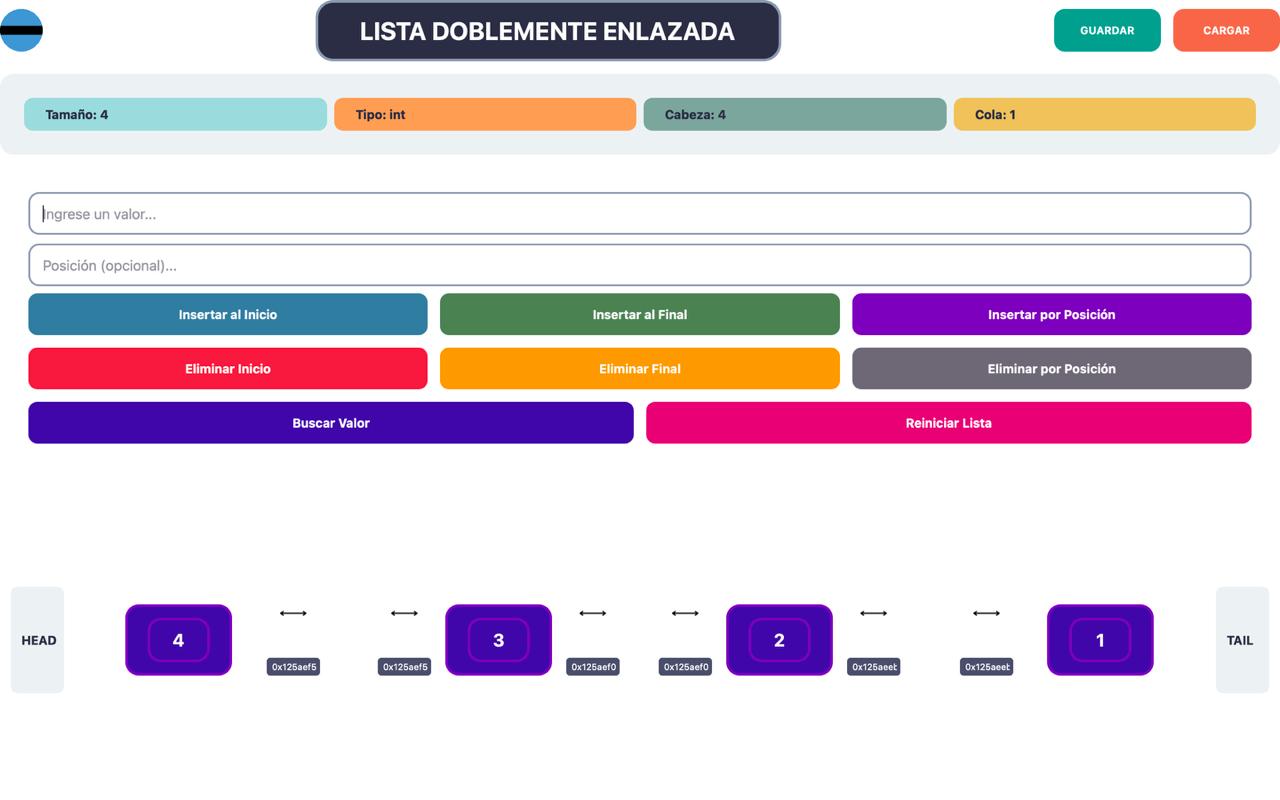 LISTA DOBLEMENTE ENLAZADA
GUARDAR
CARGAR
Tamaño: 4
Tipo: int
Cabeza: 4
Cola: 1
Ingrese un valor...
Posición (opcional)...
Insertar al Inicio
Insertar al Final
Insertar por Posición
Eliminar Inicio
Eliminar Final
Eliminar por Posición
Buscar Valor
Reiniciar Lista
HEAD
4
3
2
1
TAIL
0x125aef5
0x125aef5
0x125aef0
0x125aef0